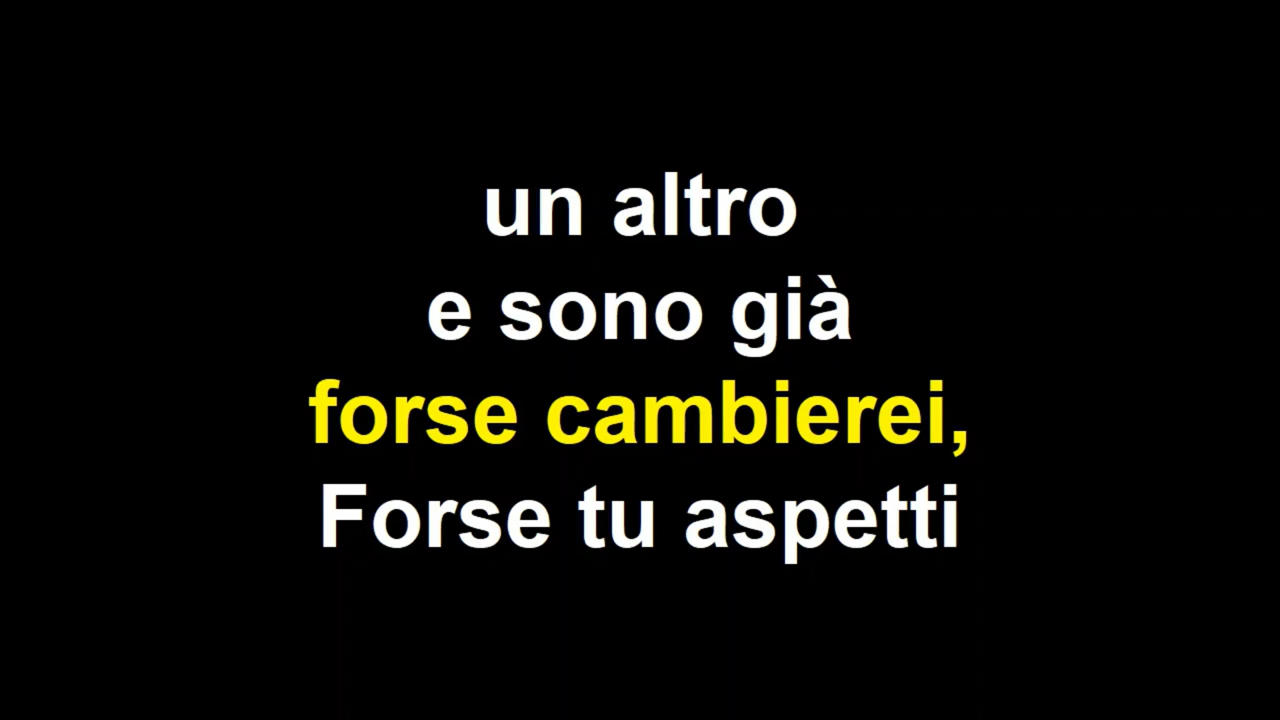 un altro
e sono già
forse cambierei,
Forse tu aspetti